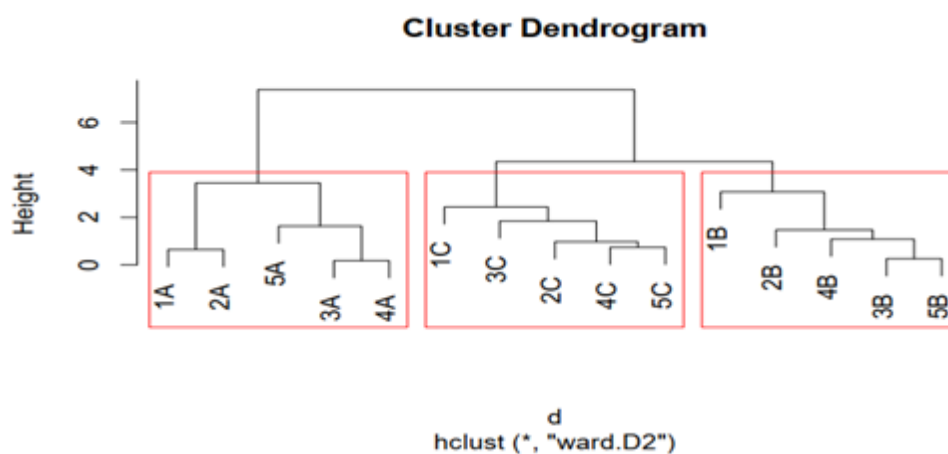 Cluster Dendrogram
Height
6
4
2
0
1A
2A
5A
3A
4A
1C
3C
2C
4C
5C
1B
2B
4B
3B
5B
d
hclust (*, "ward.D2")